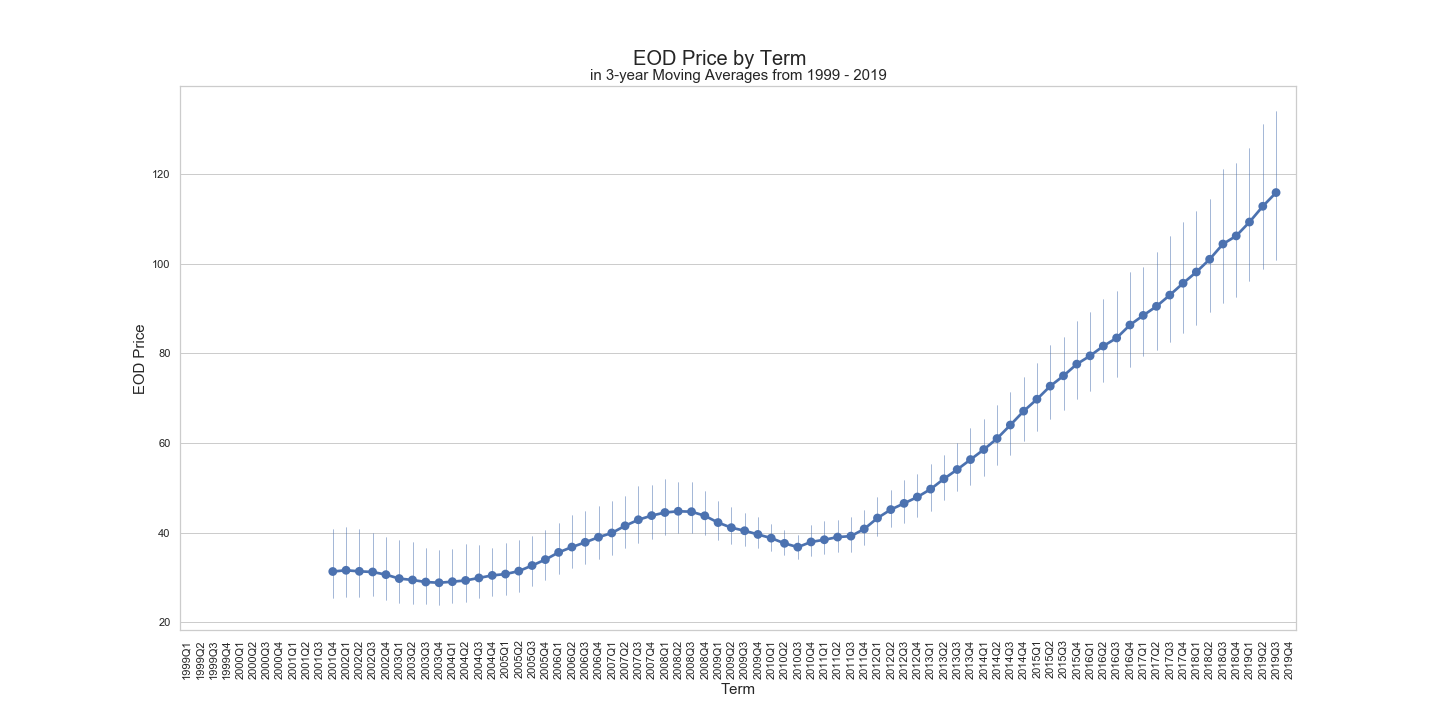 EOD Price by Term
in 3-year Moving Averages from 1999 - 2019
EOD Price
120
100
80
60
40
20
1999Q1
1999Q2
1999Q3
1999Q4
2000Q1
2000Q2
2000Q3
2000Q4
2001Q1
2001Q2
2001Q3
2001Q4
2002Q1
2002Q2
2002Q3
2002Q4
2003Q1
2003Q2
2003Q3
2003Q4
2004Q1
2004Q2
2004Q3
2004Q4
2005Q1
2005Q2
2005Q3
2005Q4
2006Q1
2006Q2
2006Q3
2006Q4
2007Q1
2007Q2
2007Q3
2007Q4
2008Q1
2008Q2
2008Q3
2008Q4
2009Q1
2009Q2
2009Q3
2009Q4
2010Q1
2010Q2
2010Q3
2010Q4
2011Q1
2011Q2
2011Q3
2011Q4
2012Q1
2012Q2
2012Q3
2012Q4
2013Q1
2013Q2
2013Q3
2013Q4
2014Q1
2014Q2
2014Q3
2014Q4
2015Q1
2015Q2
2015Q3
2015Q4
2016Q1
2016Q2
2016Q3
2016Q4
2017Q1
2017Q2
2017Q3
2017Q4
2018Q1
2018Q2
2018Q3
2018Q4
2019Q1
2019Q2
2019Q3
2019Q4
Term